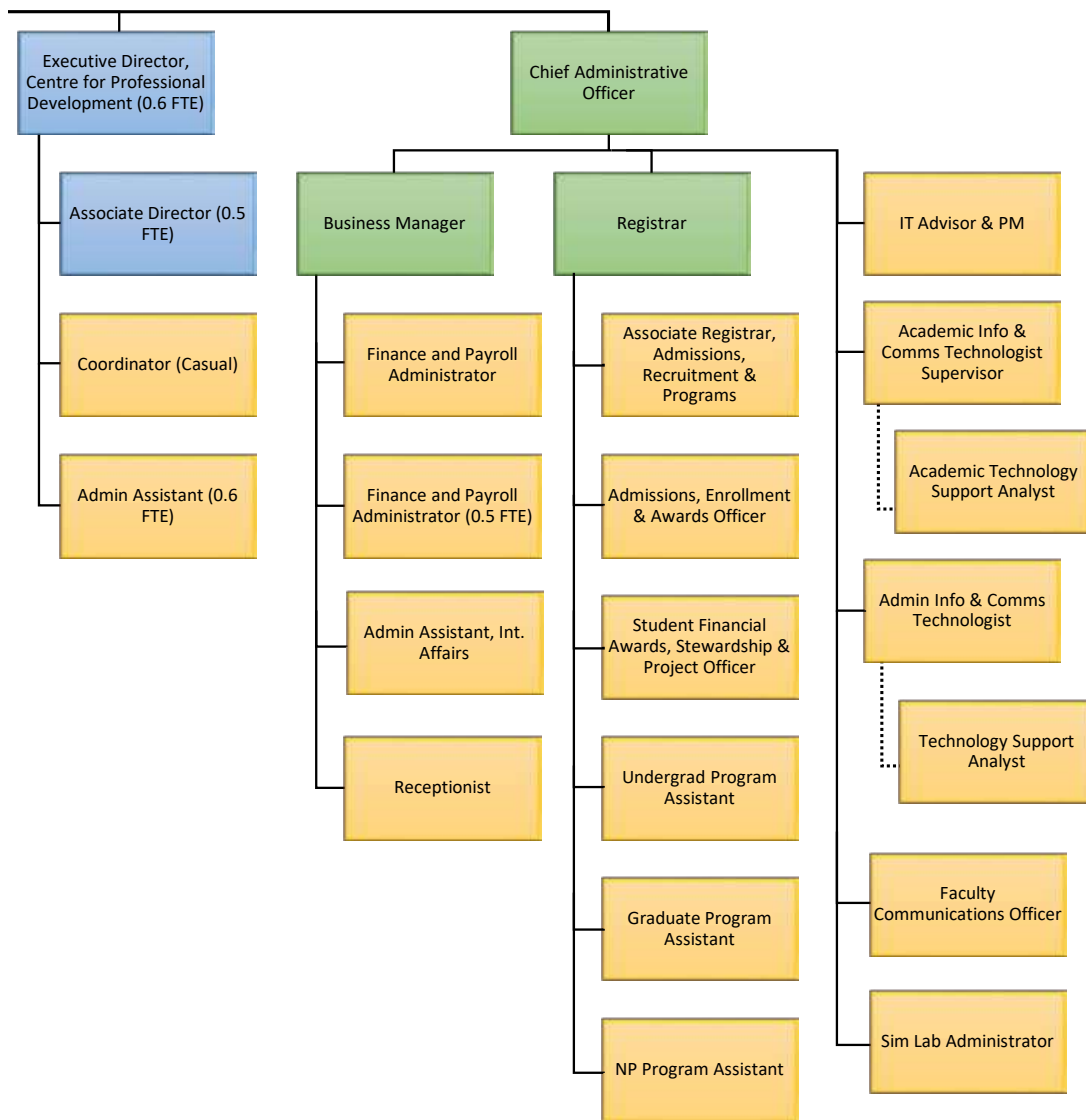 Executive Director,
Centre for Professional
Development (0.6 FTE)
Chief Administrative
Officer
Associate Director (0.5
FTE)
Business Manager
Registrar
IT Advisor & PM
Coordinator (Casual)
Finance and Payroll
Administrator
Associate Registrar,
Admissions,
Recruitment &
Programs
Academic Info &
Comms Technologist
Supervisor
Academic Technology
Support Analyst
Admin Assistant (0.6
FTE)
Finance and Payroll
Administrator (0.5 FTE)
Admissions, Enrollment
& Awards Officer
Admin Info & Comms
Technologist
Admin Assistant, Int.
Affairs
Student Financial
Awards, Stewardship &
Project Officer
Technology Support
Analyst
Receptionist
Undergrad Program
Assistant
Faculty
Communications Officer
Graduate Program
Assistant
Sim Lab Administrator
NP Program Assistant